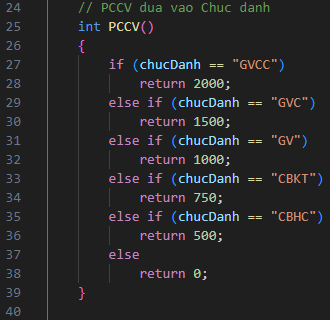 24 // PCCV dua vao Chuc danh
25 int PCCV()
26 {
27 if (chucDanh == "GVCC")
28 return 2000;
29 else if (chucDanh == "GVC")
30 return 1500;
31 else if (chucDanh == "GV")
32 return 1000;
33 else if (chucDanh == "CBKT")
34 return 750;
35 else if (chucDanh == "CBHC")
36 return 500;
37 else
38 return 0;
39 }
40